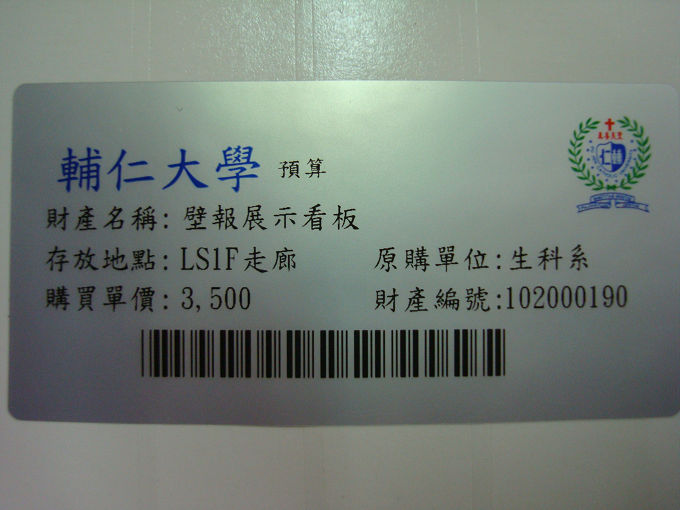 輔仁大學 預算
財產名稱: 壁報展示看板
存放地點: LS1F走廊 原購單位:生科系
購買單價: 3,500 財產編號:102000190